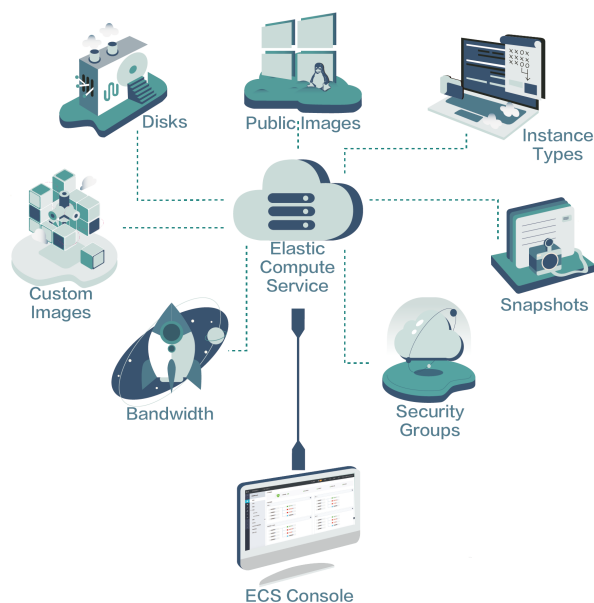 Disks
Public Images
Instance
Types
Elastic
Compute
Service
Custom
Images
Snapshots
Bandwidth
Security
Groups
ECS Console